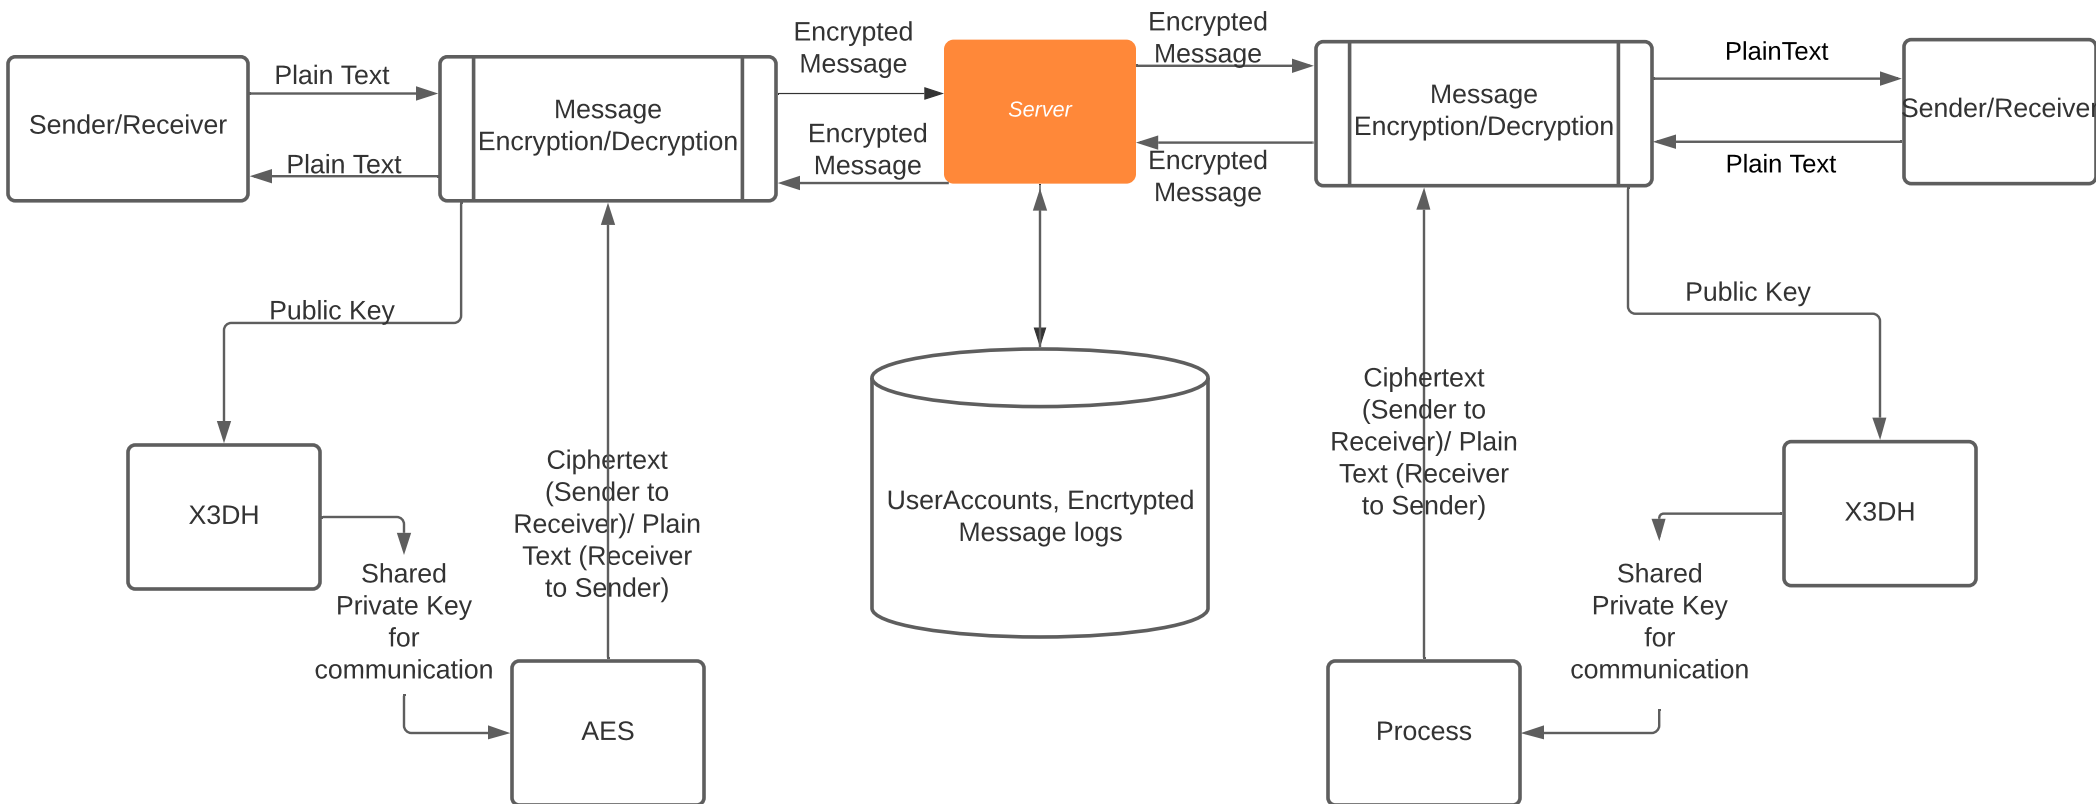 Sender/Receiver
Plain Text
Plain Text
Message
Encryption/Decryption
Encrypted
Message
Encrypted
Message
Server
Encrypted
Message
Encrypted
Message
Message
Encryption/Decryption
PlainText
Plain Text
Sender/Receiver
Public Key
Public Key
X3DH
Shared
Private Key
for
communication
Ciphertext
(Sender to
Receiver)/ Plain
Text (Receiver
to Sender)
AES
UserAccounts, Encrtypted
Message logs
Ciphertext
(Sender to
Receiver)/ Plain
Text (Receiver
to Sender)
Process
Shared
Private Key
for
communication
X3DH